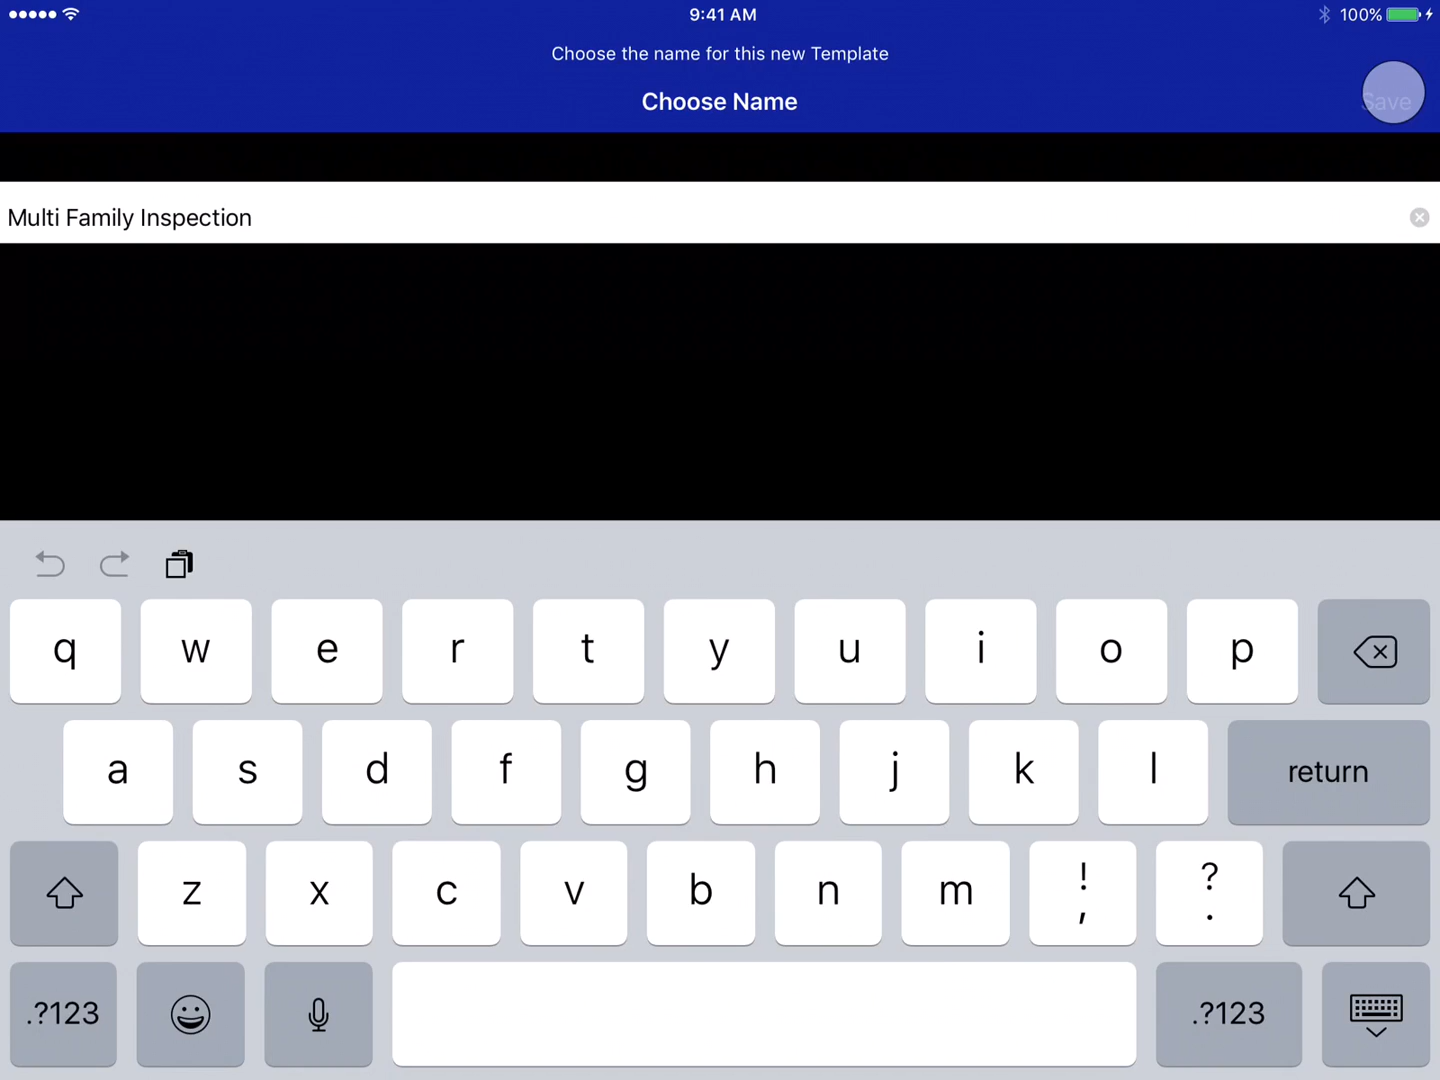 9:41 AM
100%
Choose the name for this new Template
Choose Name
Save
Multi Family Inspection
q w e r t y u i o p
a s d f g h j k l return
z x c v b n m ! , ? .
.?123 .?123